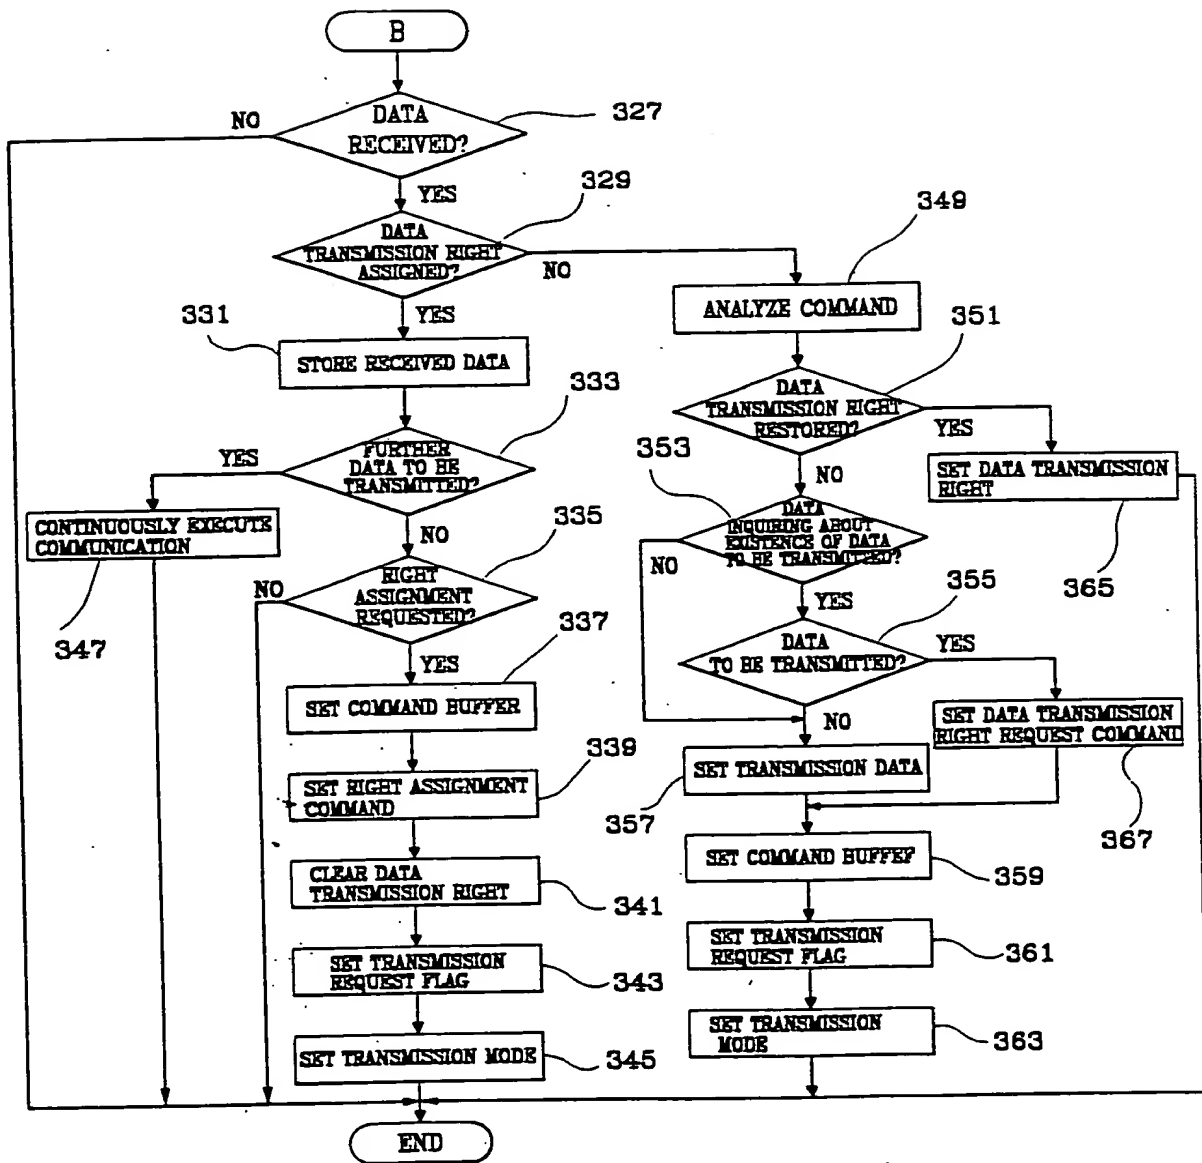 B
DATA
RECEIVED?
327
NO
YES
329
DATA
TRANSMISSION RIGHT
ASSIGNED?
NO
349
ANALYZE COMMAND
YES
331
STORE RECEIVED DATA
351
DATA
TRANSMISSION RIGHT
RESTORED?
YES
333
FURTHER
DATA TO BE
TRANSMITTED?
YES
353
NO
SET DATA TRANSMISSION
RIGHT
365
CONTINUOUSLY EXECUTE
COMMUNICATION
347
NO
335
DATA
INQUIRING ABOUT
EXISTENCE OF DATA
TO BE TRANSMITTED?
NO
YES
RIGHT
ASSIGNMENT
REQUESTED?
NO
YES
337
355
DATA
TO BE TRANSMITTED?
YES
NO
SET COMMAND BUFFER
SET DATA TRANSMISSION
RIGHT REQUEST COMMAND
367
339
SET RIGHT ASSIGNMENT
COMMAND
SET TRANSMISSION DATA
357
CLEAR DATA
TRANSMISSION RIGHT
341
SET COMMAND BUFFEF
359
SET TRANSMISSION
REQUEST FLAG
343
SET TRANSMISSION
REQUEST FLAG
361
SET TRANSMISSION MODE
345
SET TRANSMISSION
MODE
363
END